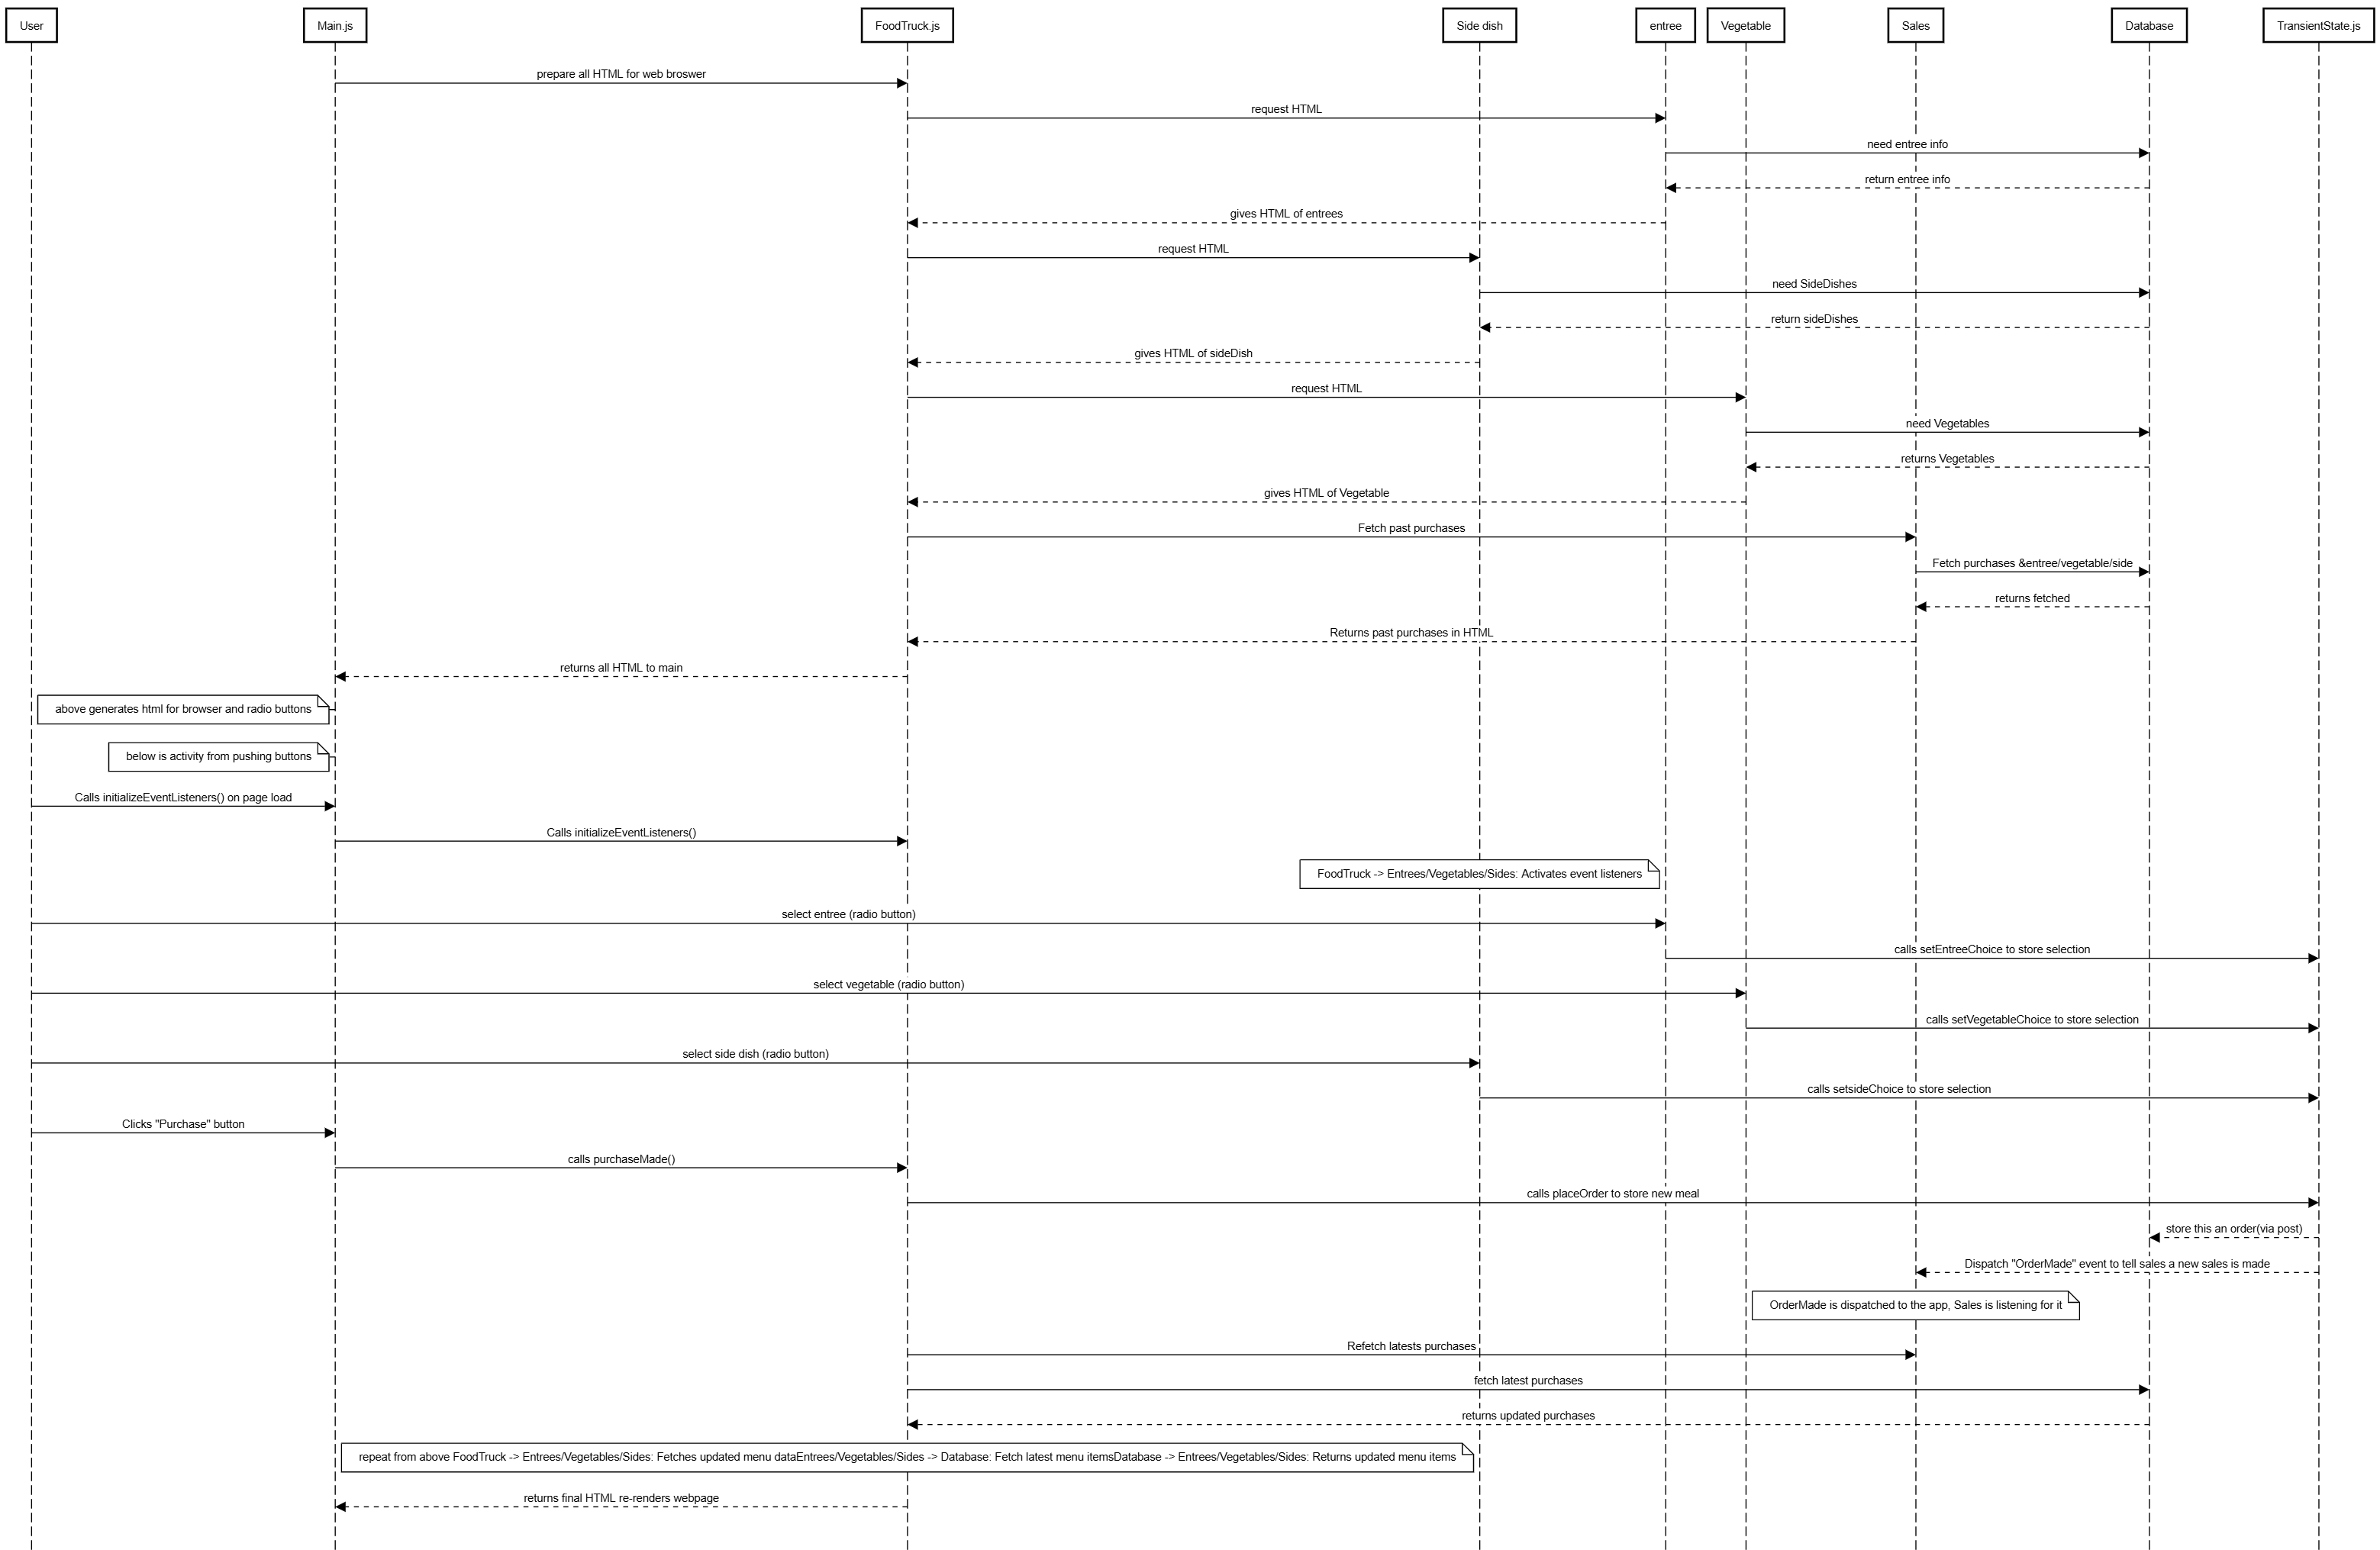 User
Main.js
FoodTruck.js
Side dish
entree
Vegetable
Sales
Database
TransientState.js
prepare all HTML for web broswer
request HTML
need entree info
return entree info
gives HTML of entrees
request HTML
need SideDishes
return sideDishes
gives HTML of sideDish
request HTML
need Vegetables
returns Vegetables
gives HTML of Vegetable
Fetch past purchases
Fetch purchases &entree/vegetable/side
returns fetched
Returns past purchases in HTML
returns all HTML to main
above generates html for browser and radio buttons
below is activity from pushing buttons
Calls initializeEventListeners() on page load
Calls initializeEventListeners()
FoodTruck -> Entrees/Vegetables/Sides: Activates event listeners
select entree (radio button)
calls setEntreeChoice to store selection
select vegetable (radio button)
calls setVegetableChoice to store selection
select side dish (radio button)
calls setsideChoice to store selection
Clicks "Purchase" button
calls purchaseMade()
calls placeOrder to store new meal
store this an order(via post)
Dispatch "OrderMade" event to tell sales a new sales is made
OrderMade is dispatched to the app, Sales is listening for it
Refetch latests purchases
fetch latest purchases
returns updated purchases
repeat from above FoodTruck -> Entrees/Vegetables/Sides: Fetches updated menu dataEntrees/Vegetables/Sides -> Database: Fetch latest menu itemsDatabase -> Entrees/Vegetables/Sides: Returns updated menu items
returns final HTML re-renders webpage